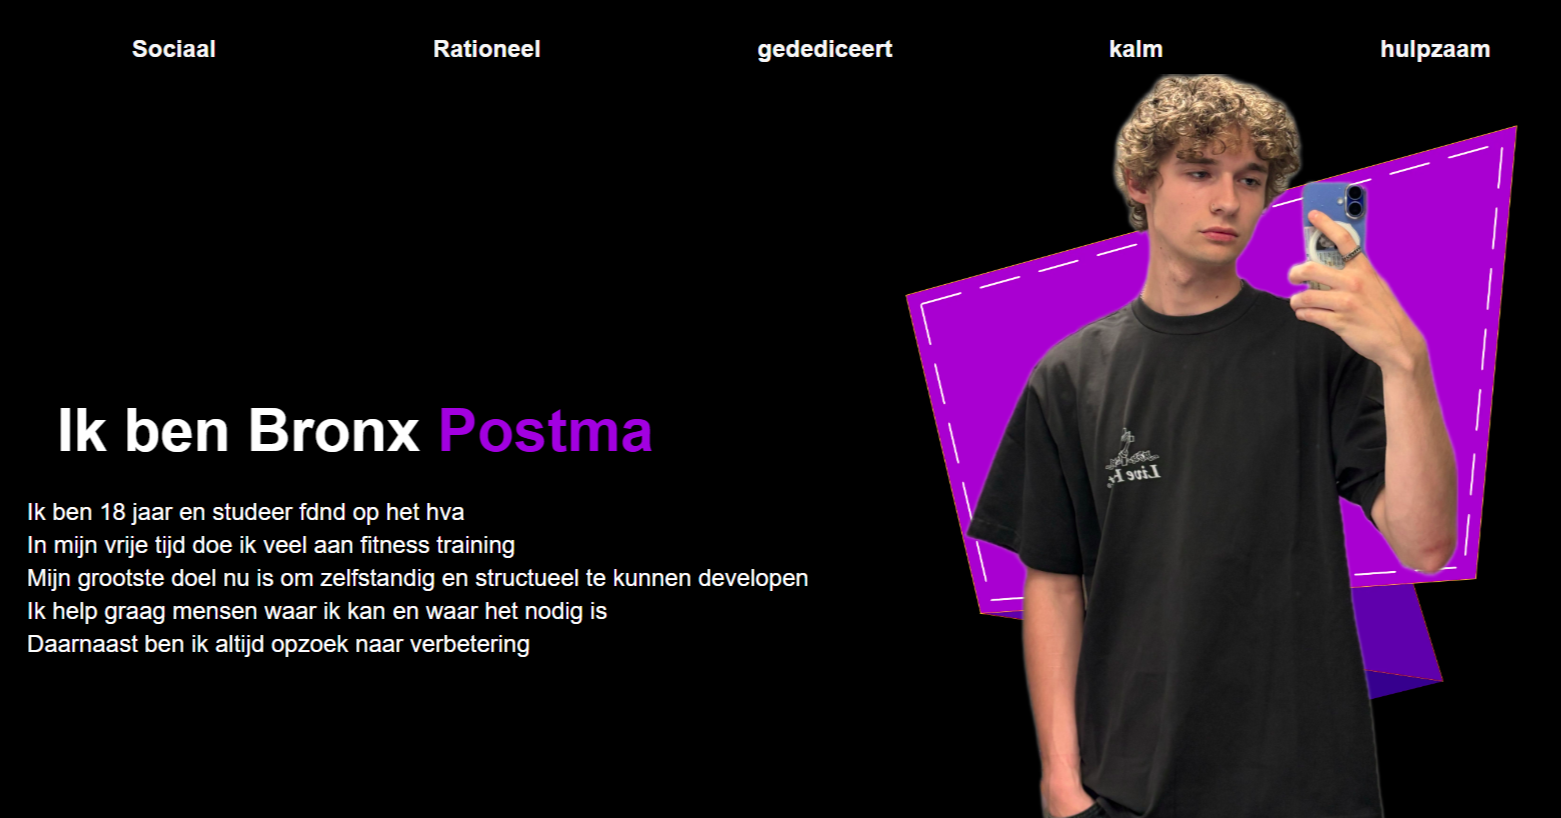 Sociaal Rationeel gedediceert kalm hulpzaam
Ik ben Bronx Postma
Ik ben 18 jaar en studeer fdnd op het hva
In mijn vrije tijd doe ik veel aan fitness training
Mijn grootste doel nu is om zelfstandig en structueel te kunnen developen
Ik help graag mensen waar ik kan en waar het nodig is
Daarnaast ben ik altijd opzoek naar verbetering
Live